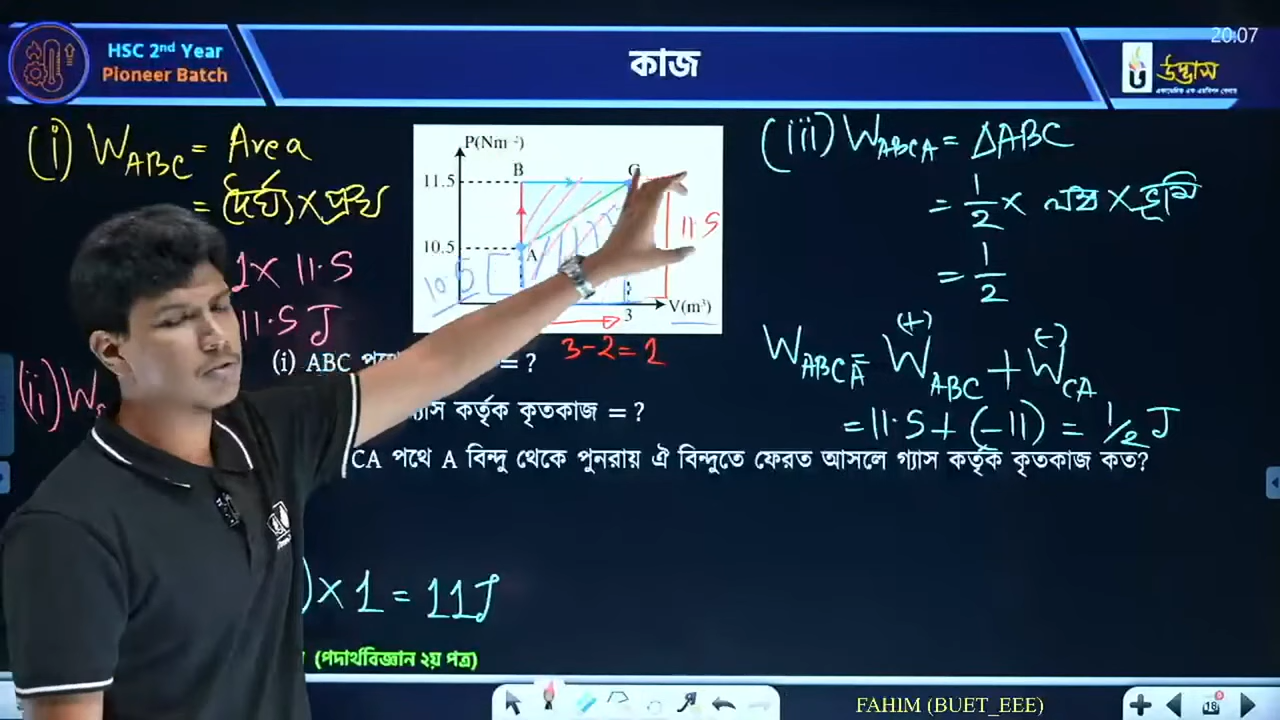 HSC 2nd Year
Pioneer Batch
কাজ
20:07
উদ্ভাস
(i) W_ABC = Area
= দৈর্ঘ্য × প্রস্থ
1 × 11.5
11.5 J
P(Nm⁻²)
B
C
11.5
11.5
10.5
A
10.5
3
V(m³)
3-2=1
(i) ABC = ?
(ii) W
কর্তৃক কৃতকাজ = ?
CA পথে A বিন্দু থেকে পুনরায় ঐ বিন্দুতে ফেরত আসলে গ্যাস কর্তৃক কৃতকাজ কত?
(iii) W_ABCA = ΔABC
= 1/2 × লম্ব × ভূমি
= 1/2
(+) (-)
W_ABCA = W_ABC + W_CA
= 11.5 + (-11) = 1/2 J
) × 1 = 11J
(পদার্থবিজ্ঞান ২য় পত্র)
FAHIM (BUET_EEE)
18